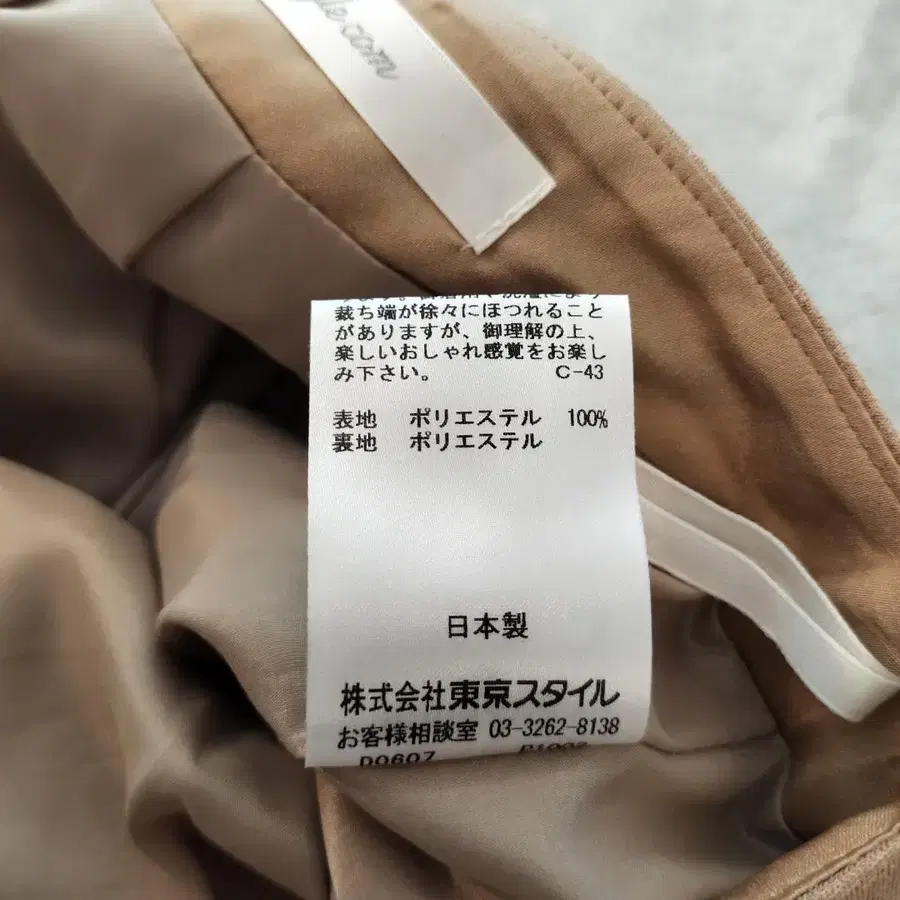 yle.com
裁ち端が徐々にほつれること
がありますが、御理解の上、
楽しいおしゃれ感覚をお楽し
み下さい。 C-43
表地 ポリエステル 100%
裏地 ポリエステル
日本製
株式会社東京スタイル
お客様相談室 03-3262-8138
D0607